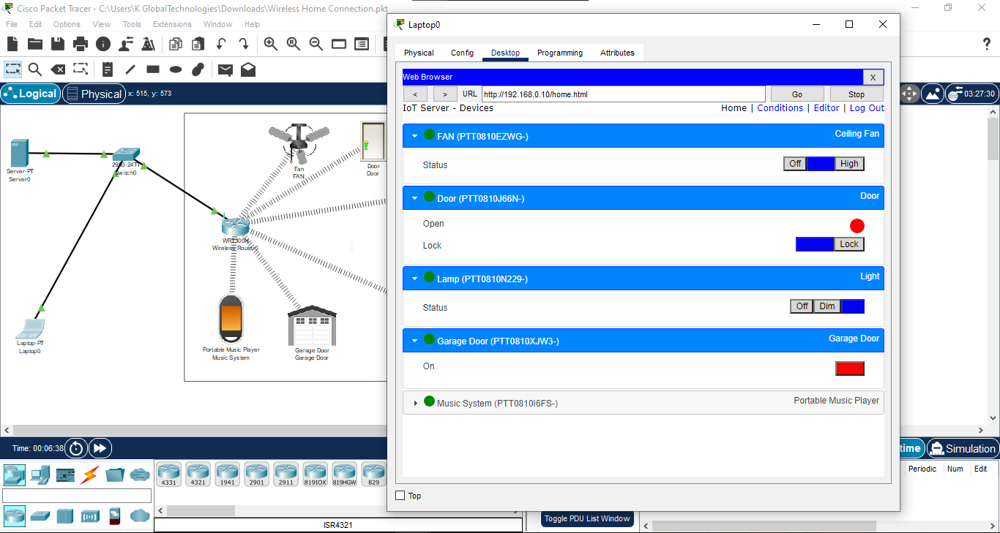 Cisco Packet Tracer - C:\Users\K GlobalTechnologies\Downloads\Wireless Home Connection.pkt
File Edit Options View Tools Extensions Window Help
Logical Physical x: 515, y: 573
03:27:30
Server-PT
Server0
Switch0
Laptop-PT
Laptop0
Fan
FAN
Door
Door
WRT300N
Wireless Router0
Portable Music Player
Music System
Garage Door
Garage Door
Laptop0
Physical Config Desktop Programming Attributes
Web Browser X
< > URL http://192.168.0.10/home.html Go Stop
IoT Server - Devices Home | Conditions | Editor | Log Out
FAN (PTT0810EZWG-) Ceiling Fan
Status Off High
Door (PTT0810J66N-) Door
Open
Lock Lock
Lamp (PTT0810N229-) Light
Status Off Dim
Garage Door (PTT0810XJW3-) Garage Door
On
Music System (PTT0810I6FS-) Portable Music Player
Top
Time: 00:06:38
time Simulation
Periodic Num Edit
4331 4321 1941 2901 2911 819IOX 819HGW 829
ISR4321
Toggle PDU List Window